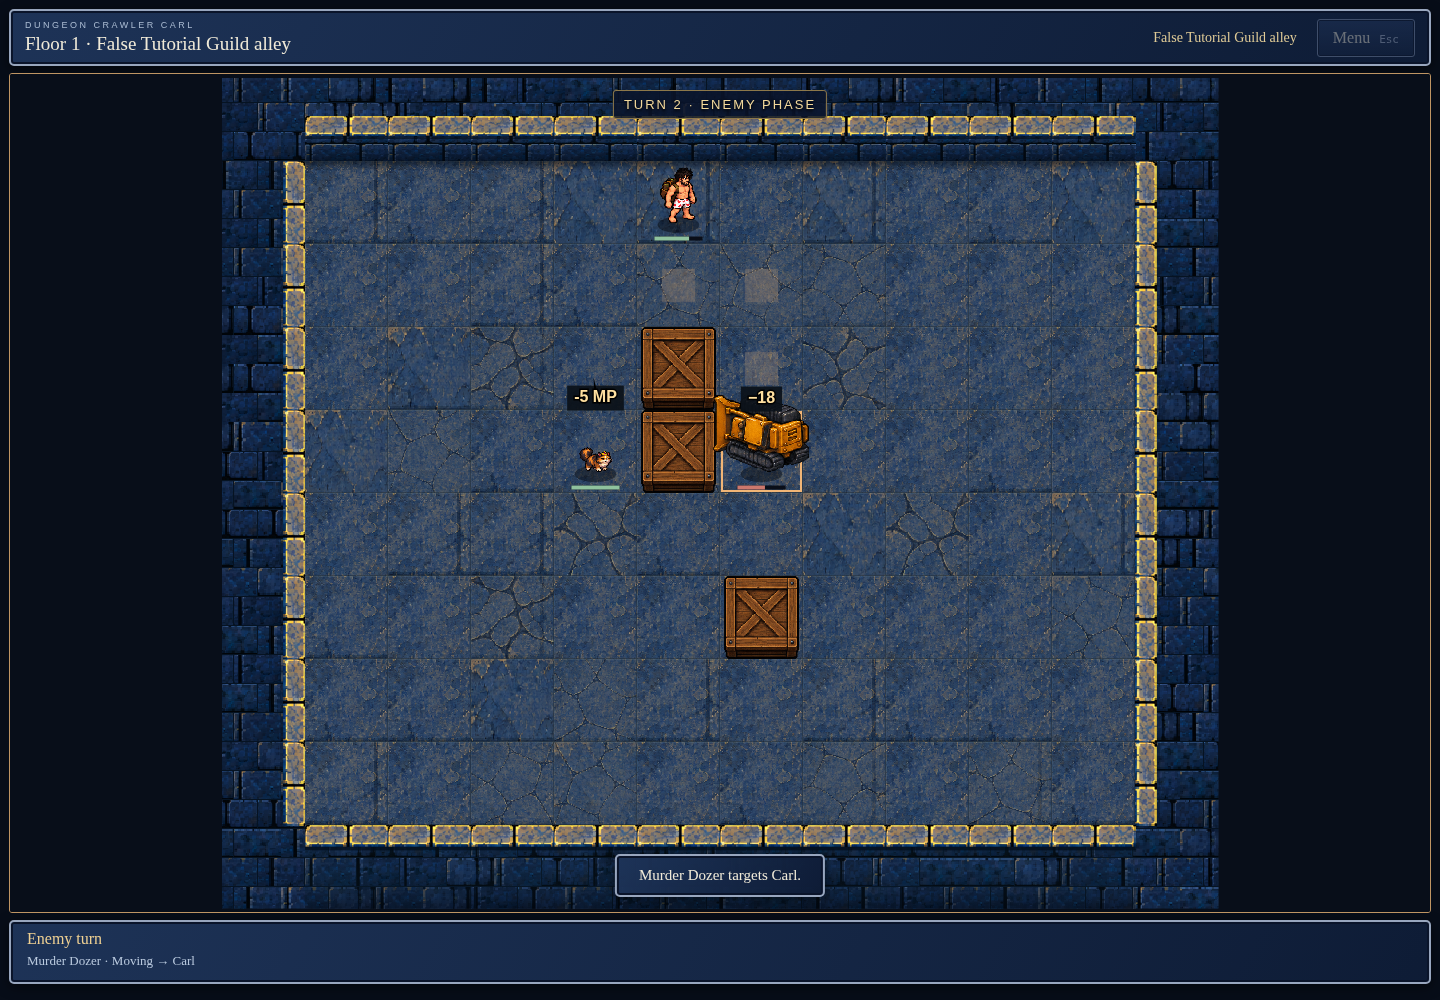 DUNGEON CRAWLER CARL
Floor 1 · False Tutorial Guild alley
False Tutorial Guild alley
Menu Esc
TURN 2 · ENEMY PHASE
-5 MP
−18
Murder Dozer targets Carl.
Enemy turn
Murder Dozer · Moving → Carl